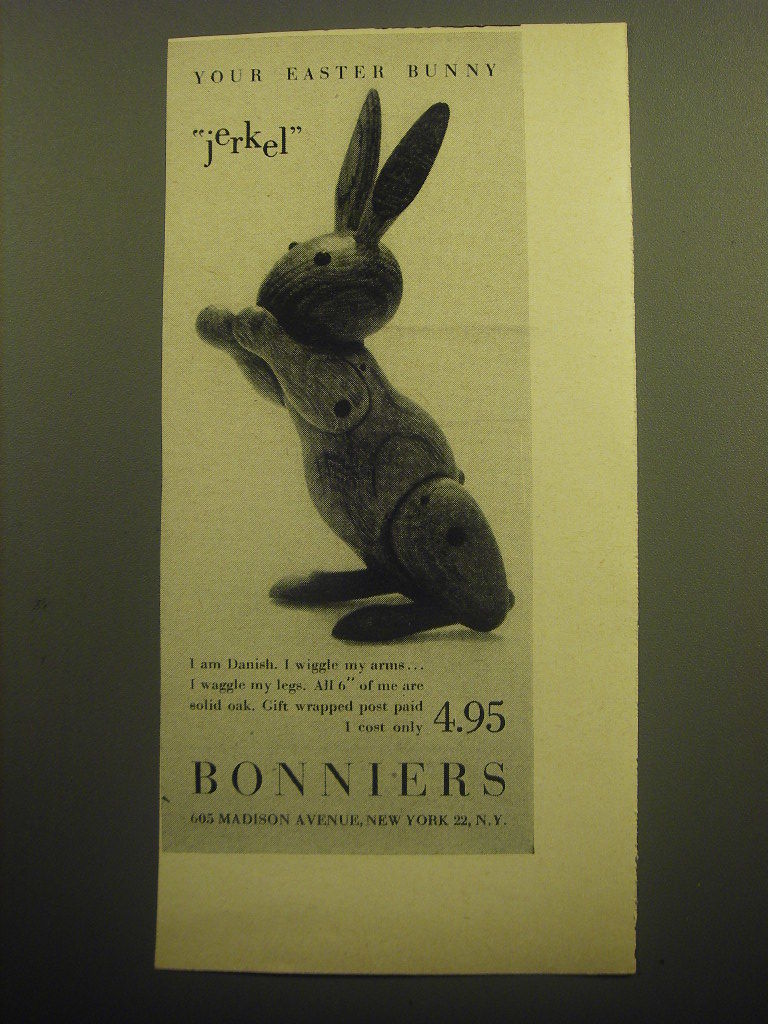 YOUR EASTER BUNNY
“jerkel”
I am Danish. I wiggle my arms...
I waggle my legs. All 6″ of me are
solid oak. Gift wrapped post paid
I cost only 4.95
BONNIERS
605 MADISON AVENUE, NEW YORK 22, N.Y.